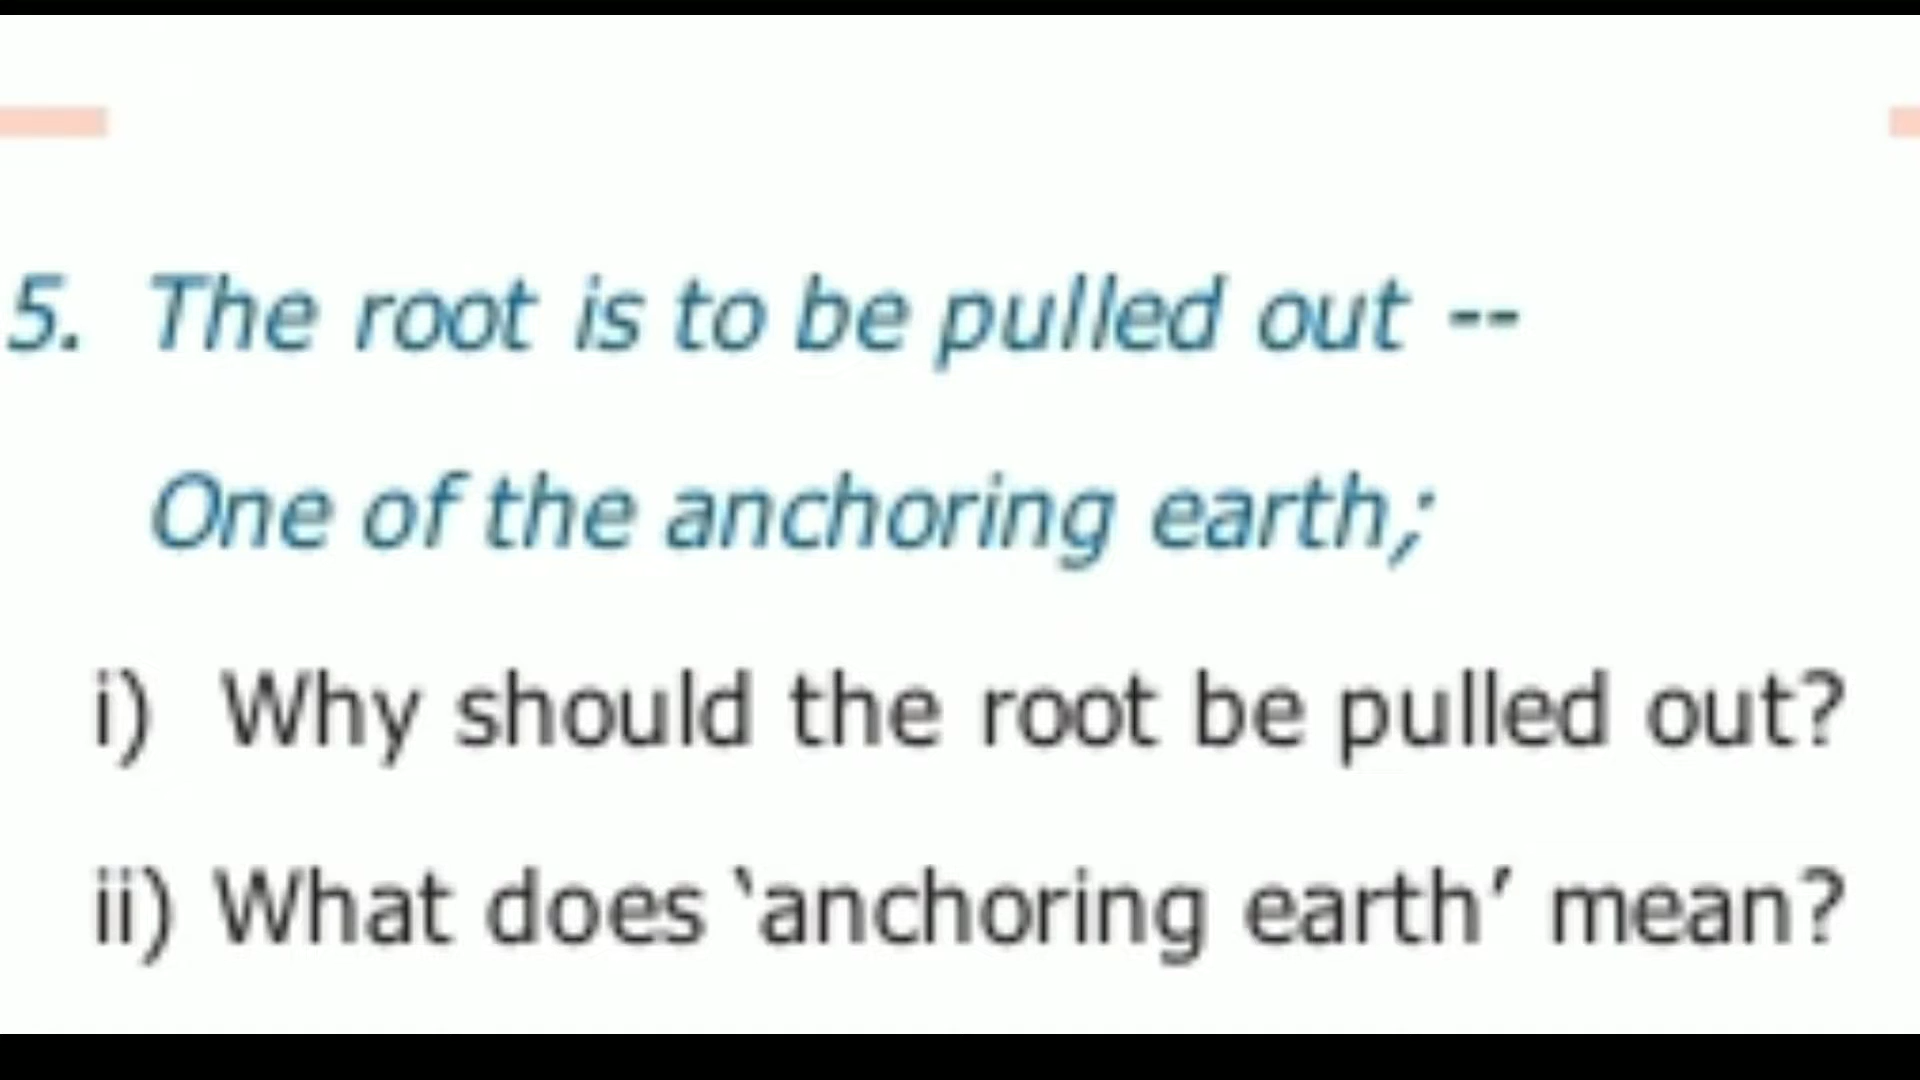 5. The root is to be pulled out --
One of the anchoring earth;
i) Why should the root be pulled out?
ii) What does ‘anchoring earth’ mean?